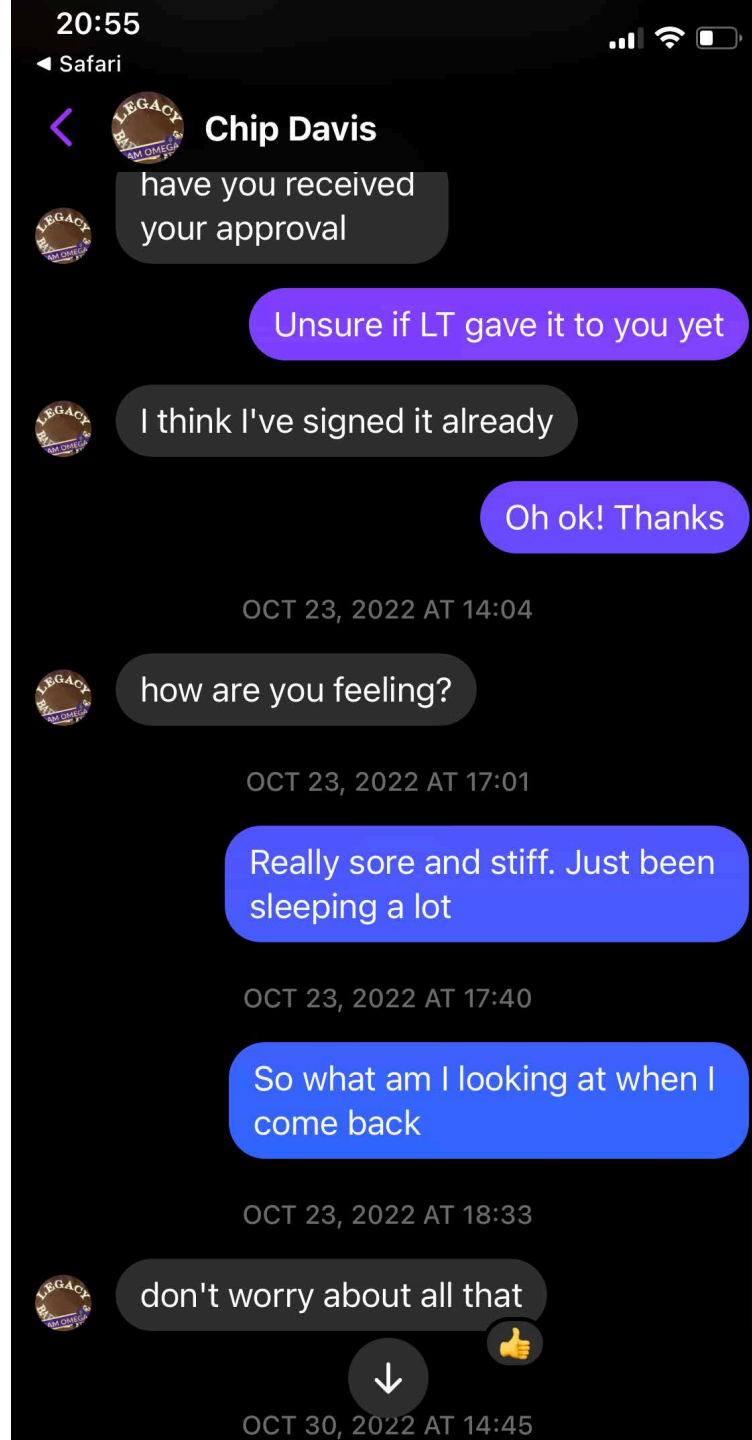 20:55
◀ Safari
Chip Davis
have you received
your approval
Unsure if LT gave it to you yet
I think I've signed it already
Oh ok! Thanks
OCT 23, 2022 AT 14:04
how are you feeling?
OCT 23, 2022 AT 17:01
Really sore and stiff. Just been
sleeping a lot
OCT 23, 2022 AT 17:40
So what am I looking at when I
come back
OCT 23, 2022 AT 18:33
don't worry about all that
OCT 30, 2022 AT 14:45